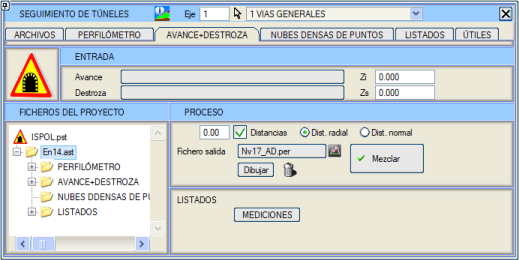 SEGUIMIENTO DE TÚNELES Eje 1 1 VIAS GENERALES
ARCHIVOS PERFILÓMETRO AVANCE+DESTROZA NUBES DENSAS DE PUNTOS LISTADOS ÚTILES
ENTRADA
Avance Zi 0.000
Destroza Zs 0.000
FICHEROS DEL PROYECTO
ISPOL.pst
En14.ast
PERFILÓMETRO
AVANCE+DESTROZA
NUBES DDENSAS DE PU
LISTADOS
PROCESO
0.00 Distancias Dist. radial Dist. normal
Fichero salida Nv17_AD.per Mezclar
Dibujar
LISTADOS
MEDICIONES